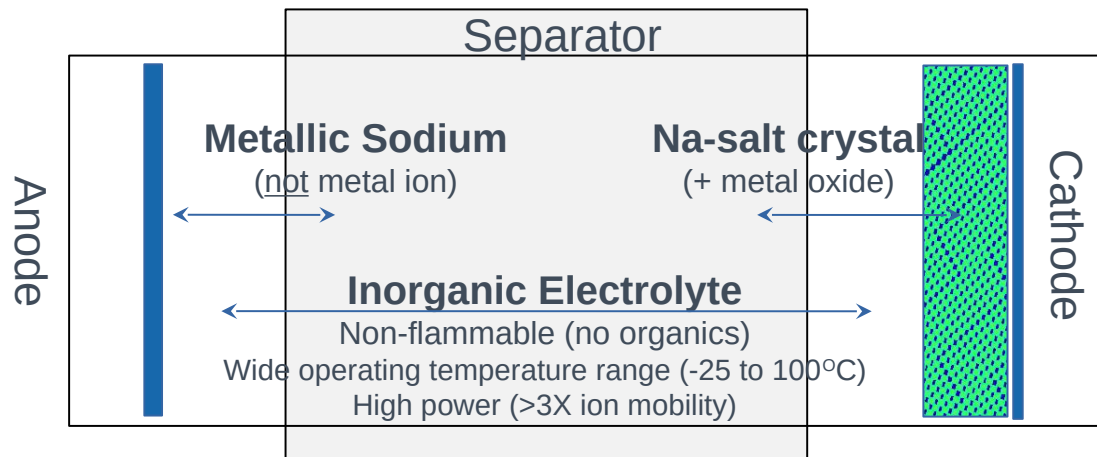 Separator
Metallic Sodium
(not metal ion)
Na-salt crystal
(+ metal oxide)
Anode
Cathode
Inorganic Electrolyte
Non-flammable (no organics)
Wide operating temperature range (-25 to 100°C)
High power (>3X ion mobility)